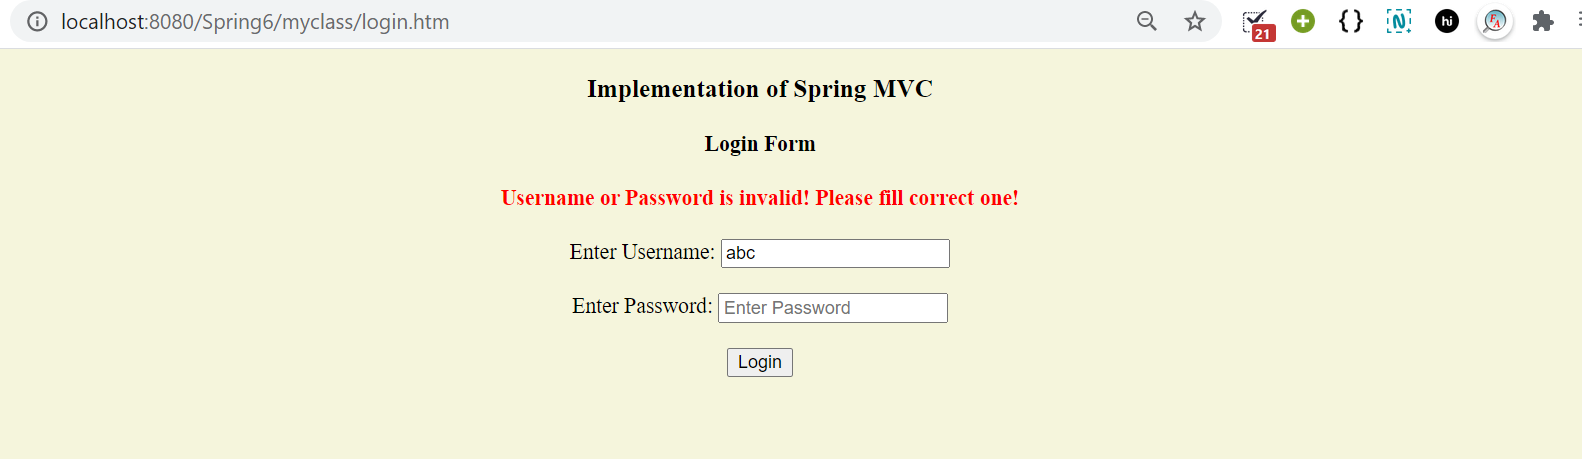 localhost:8080/Spring6/myclass/login.htm
21
hi
FA
Implementation of Spring MVC
Login Form
Username or Password is invalid! Please fill correct one!
Enter Username: abc
Enter Password: Enter Password
Login